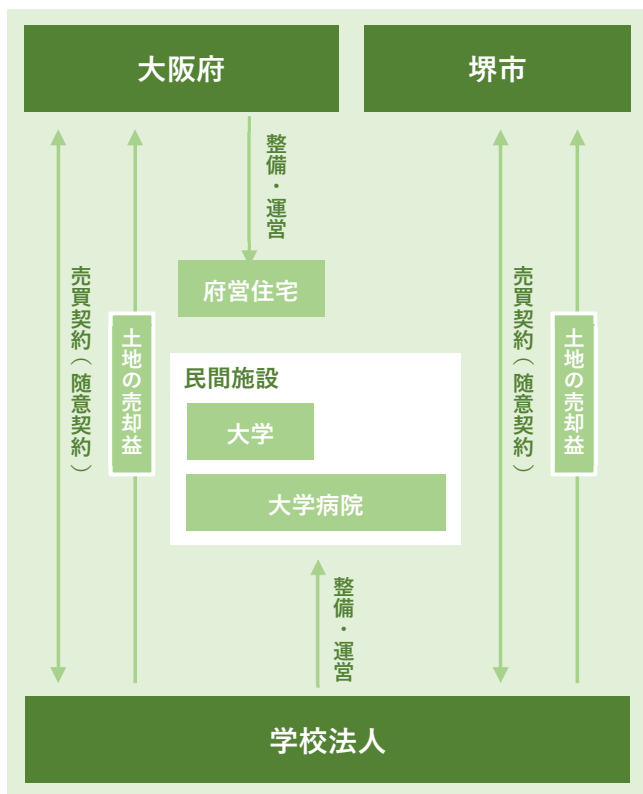 大阪府
堺市
整備・運営
府営住宅
売買契約（随意契約）
土地の売却益
売買契約（随意契約）
土地の売却益
民間施設
大学
大学病院
整備・運営
学校法人